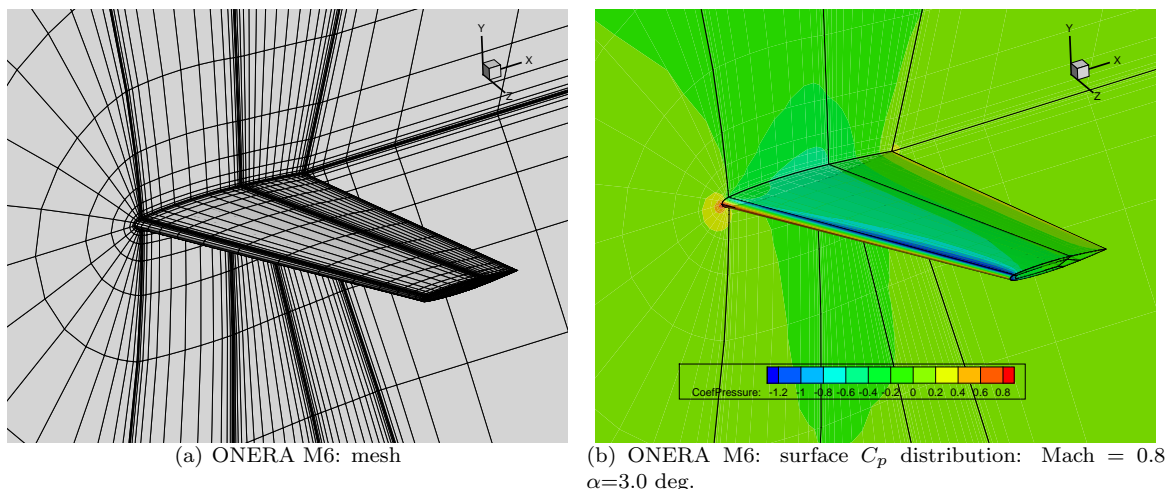 Y
X
Z
Y
X
Z
CoefPressure: -1.2 -1 -0.8 -0.6 -0.4 -0.2 0 0.2 0.4 0.6 0.8
(a) ONERA M6: mesh
(b) ONERA M6: surface Cp distribution: Mach = 0.8
α=3.0 deg.